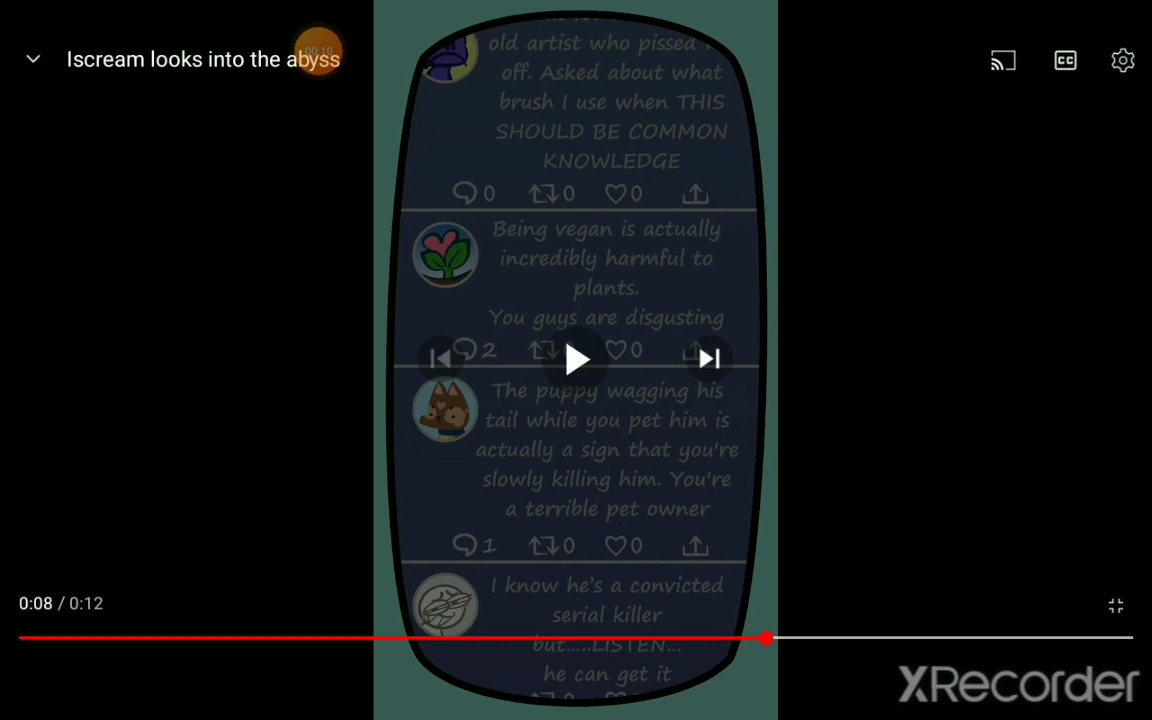 Iscream looks into the abyss
00:10
old artist who pissed
off. Asked about what
brush I use when THIS
SHOULD BE COMMON
KNOWLEDGE
0 0 0
Being vegan is actually
incredibly harmful to
plants.
You guys are disgusting
2 0
The puppy wagging his
tail while you pet him is
actually a sign that you're
slowly killing him. You're
a terrible pet owner
1 0 0
I know he's a convicted
serial killer
but.....LISTEN...
he can get it
0:08 / 0:12
CC
XRecorder